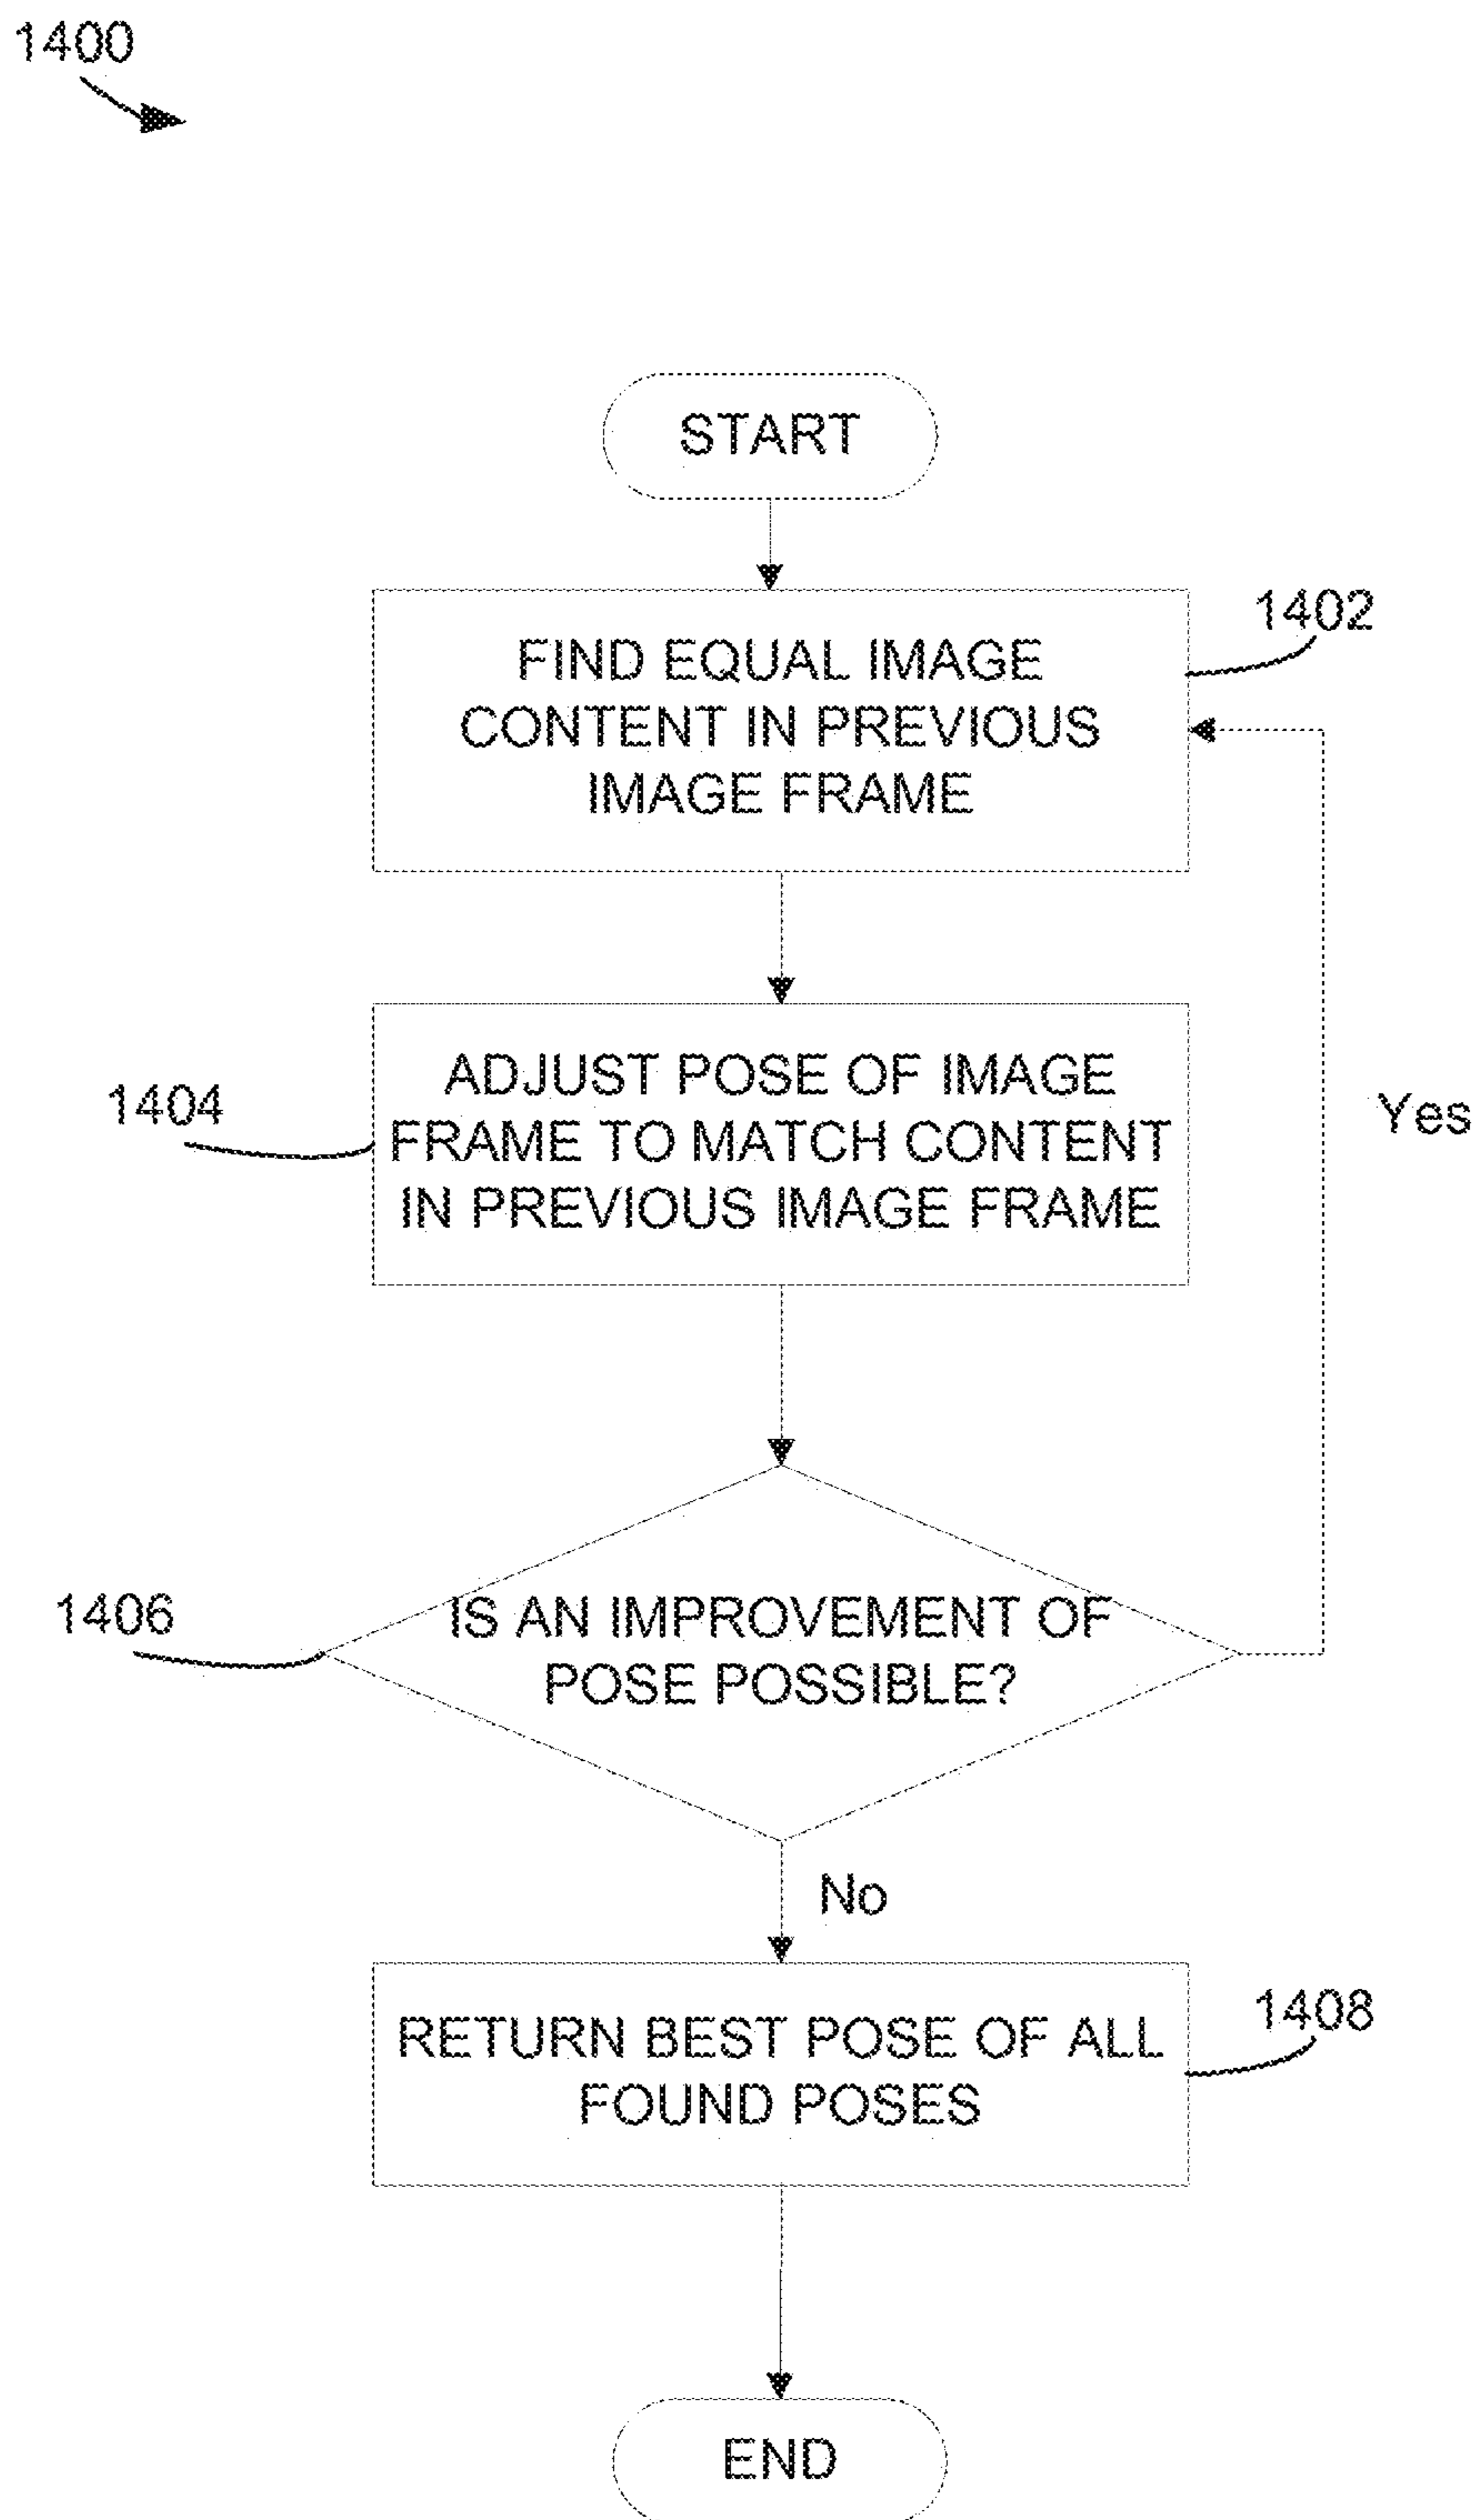 1400
START
FIND EQUAL IMAGE
CONTENT IN PREVIOUS
IMAGE FRAME
1402
ADJUST POSE OF IMAGE
FRAME TO MATCH CONTENT
IN PREVIOUS IMAGE FRAME
1404
Yes
IS AN IMPROVEMENT OF
POSE POSSIBLE?
1406
No
RETURN BEST POSE OF ALL
FOUND POSES
1408
END